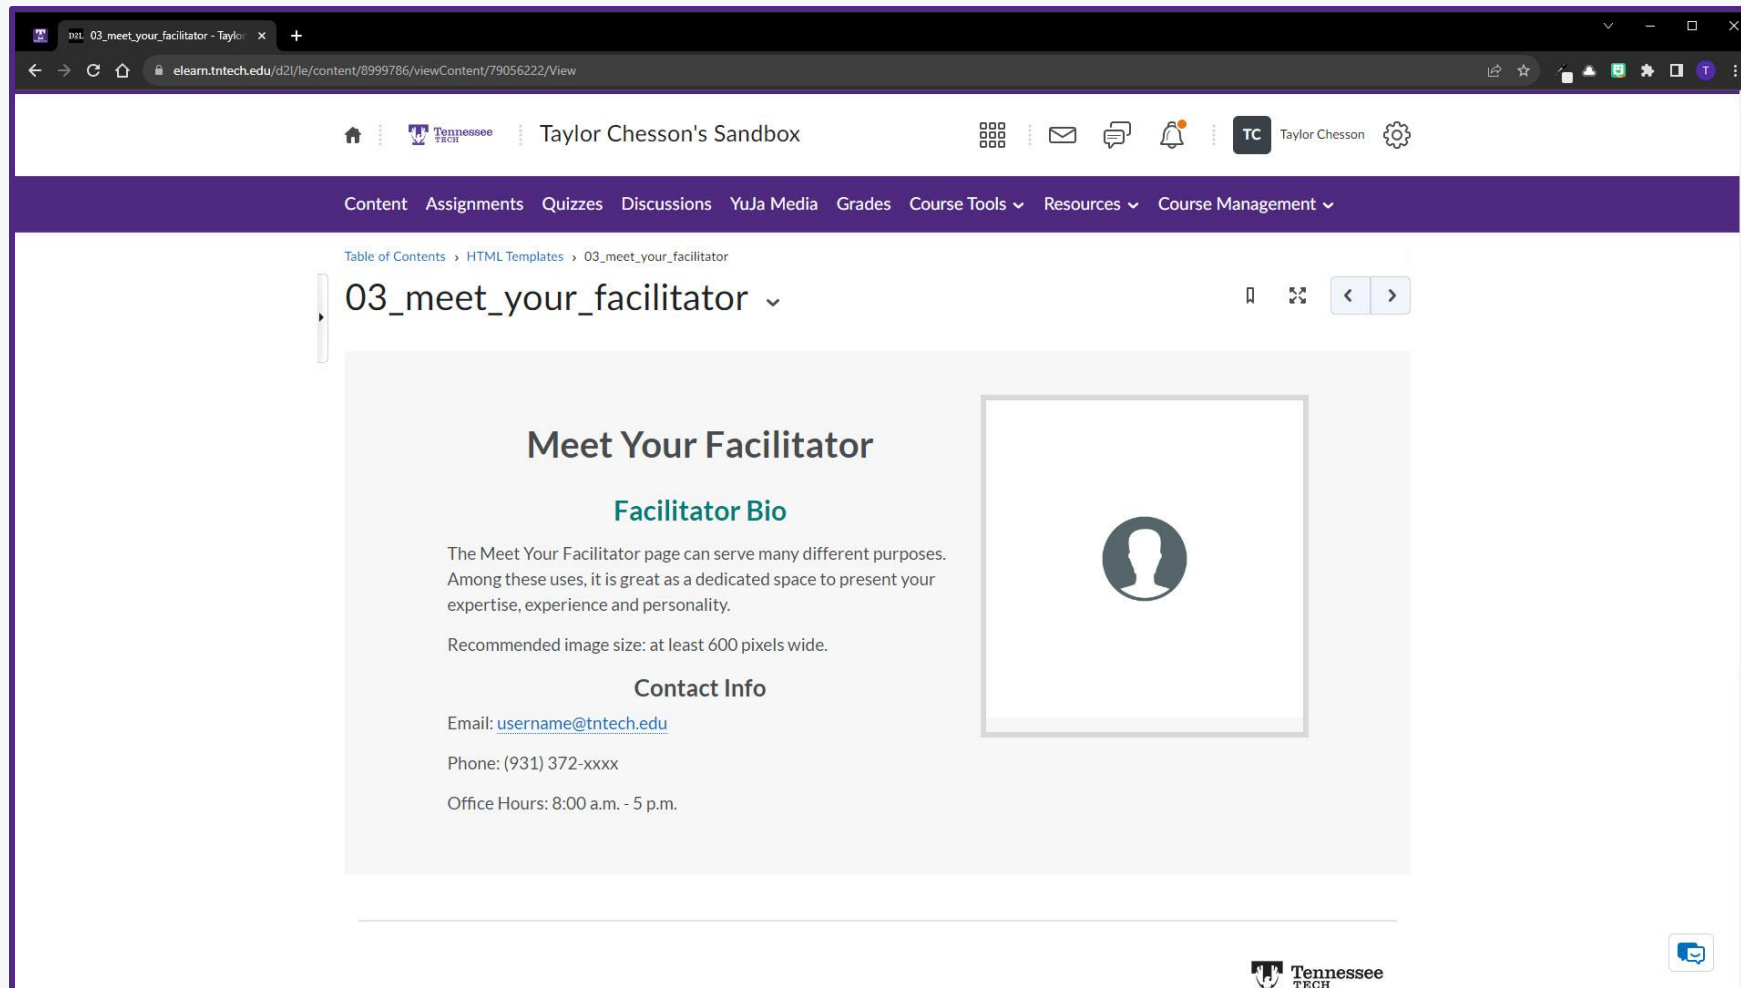 D2L 03_meet_your_facilitator - Taylo
elearn.tntech.edu/d2l/le/content/8999786/viewContent/79056222/View
T
Tennessee TECH
Taylor Chesson's Sandbox
TC
Taylor Chesson
Content Assignments Quizzes Discussions YuJa Media Grades Course Tools Resources Course Management
Table of Contents › HTML Templates › 03_meet_your_facilitator
03_meet_your_facilitator
Meet Your Facilitator
Facilitator Bio
The Meet Your Facilitator page can serve many different purposes.
Among these uses, it is great as a dedicated space to present your
expertise, experience and personality.
Recommended image size: at least 600 pixels wide.
Contact Info
Email: username@tntech.edu
Phone: (931) 372-xxxx
Office Hours: 8:00 a.m. - 5 p.m.
Tennessee
TECH